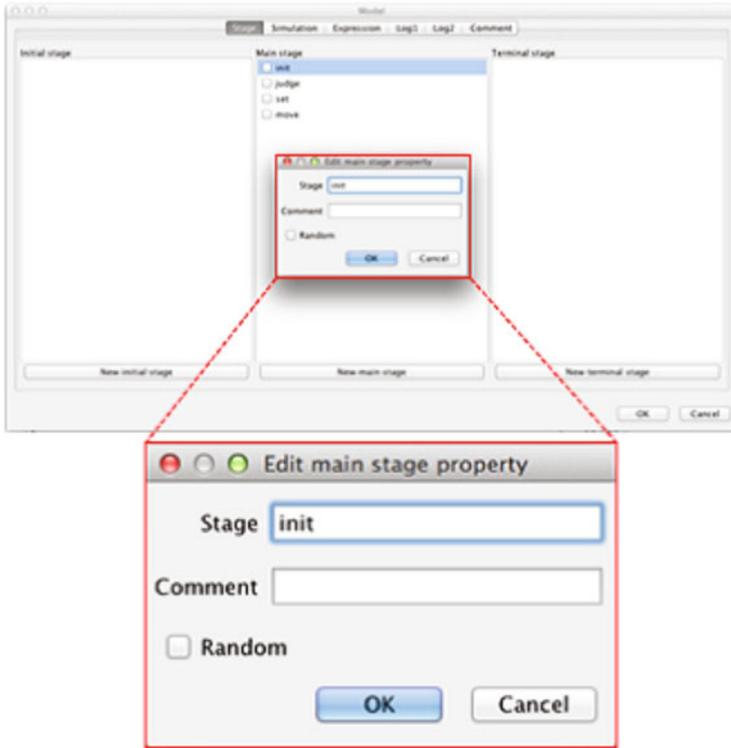 Model
Stage Simulation Expression Log1 Log2 Comment
Initial stage Main stage Terminal stage
init
judge
set
move
Edit main stage property
Stage init
Comment
Random
OK Cancel
New initial stage New main stage New terminal stage
OK Cancel
Edit main stage property
Stage init
Comment
Random
OK Cancel